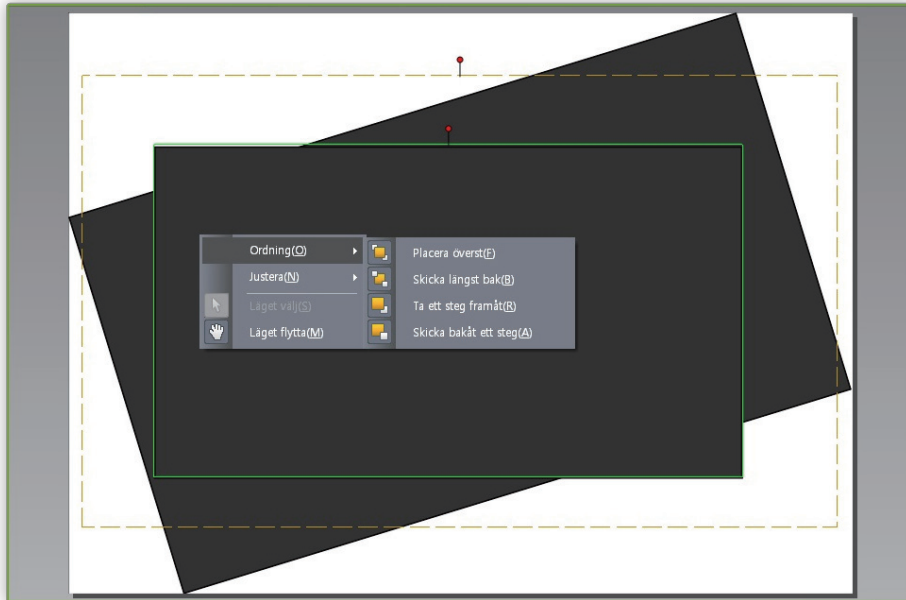 Ordning(O)
Justera(N)
Läget välj(S)
Läget flytta(M)
Placera överst(F)
Skicka längst bak(B)
Ta ett steg framåt(R)
Skicka bakåt ett steg(A)